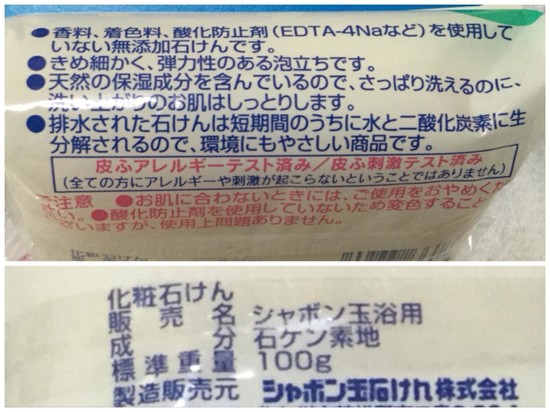 ●香料、着色料、酸化防止剤(EDTA-4Naなど)を使用して
いない無添加石けんです。
●きめ細かく、弾力性のある泡立ちです。
●天然の保湿成分を含んでいるので、さっぱり洗えるのに、
洗い上がりのお肌はしっとりします。
●排水された石けんは短期間のうちに水と二酸化炭素に生
分解されるので、環境にもやさしい商品です。
皮ふアレルギーテスト済み/皮ふ刺激テスト済み
(全ての方にアレルギーや刺激が起こらないということではありません)
ご注意 ●お肌に合わないときには、ご使用をおやめくだ
さい。●酸化防止剤を使用していないため変色すること
ございますが、使用上問題ありません。
化粧石けん
販売名 シャボン玉浴用
成分 石ケン素地
標準重量 100g
製造販売元 シャボン玉石けん株式会社